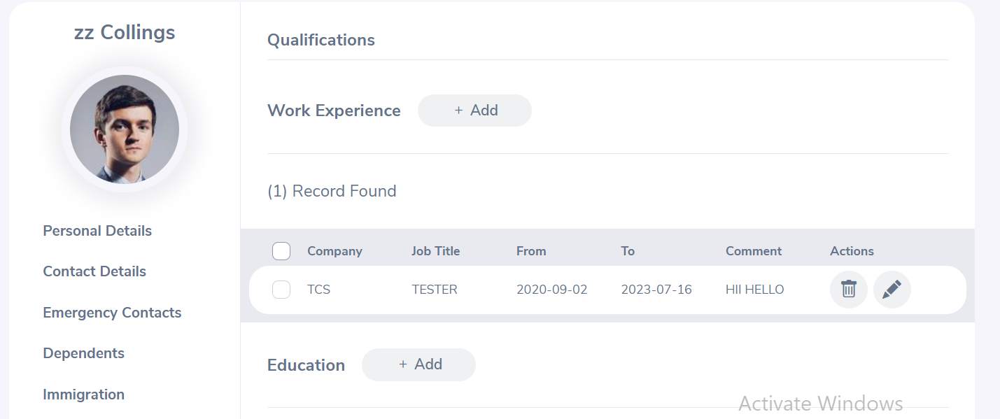 zz Collings
Personal Details
Contact Details
Emergency Contacts
Dependents
Immigration
Qualifications
Work Experience + Add
(1) Record Found
Company Job Title From To Comment Actions
TCS TESTER 2020-09-02 2023-07-16 HII HELLO
Education + Add
Activate Windows